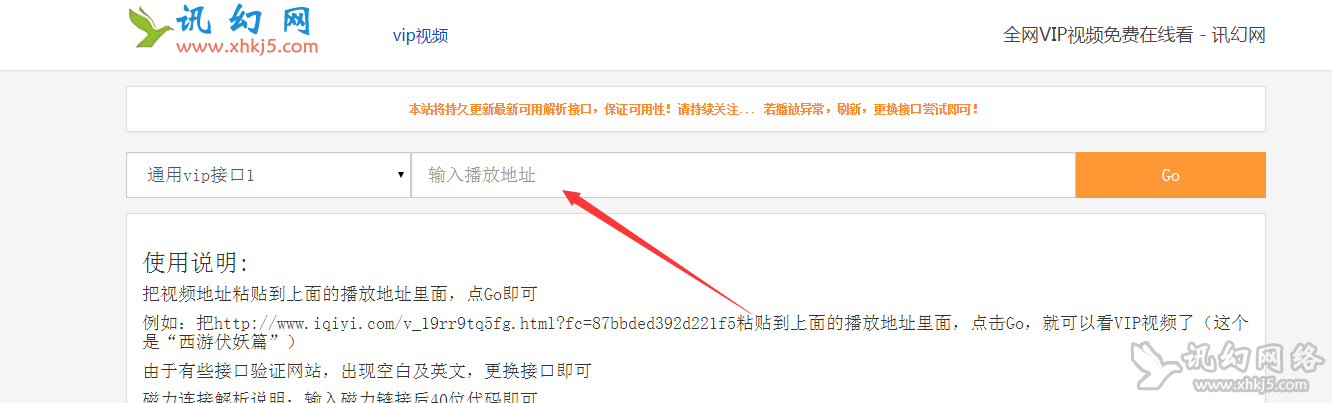 讯幻网
www.xhkj5.com
vip视频
全网VIP视频免费在线看 - 讯幻网
本站将持久更新最新可用解析接口，保证可用性！请持续关注... 若播放异常，刷新，更换接口尝试即可！
通用vip接口1
输入播放地址
Go
使用说明:
把视频地址粘贴到上面的播放地址里面，点Go即可
例如：把http://www.iqiyi.com/v_19rr9tq5fg.html?fc=87bbded392d221f5粘贴到上面的播放地址里面，点击Go，就可以看VIP视频了（这个
是“西游伏妖篇”）
由于有些接口验证网站，出现空白及英文，更换接口即可
磁力连接解析说明：输入磁力链接后40位代码即可
讯幻网络
www.xhkj5.com